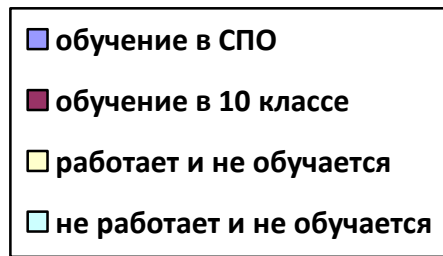 обучение в СПО
обучение в 10 классе
работает и не обучается
не работает и не обучается